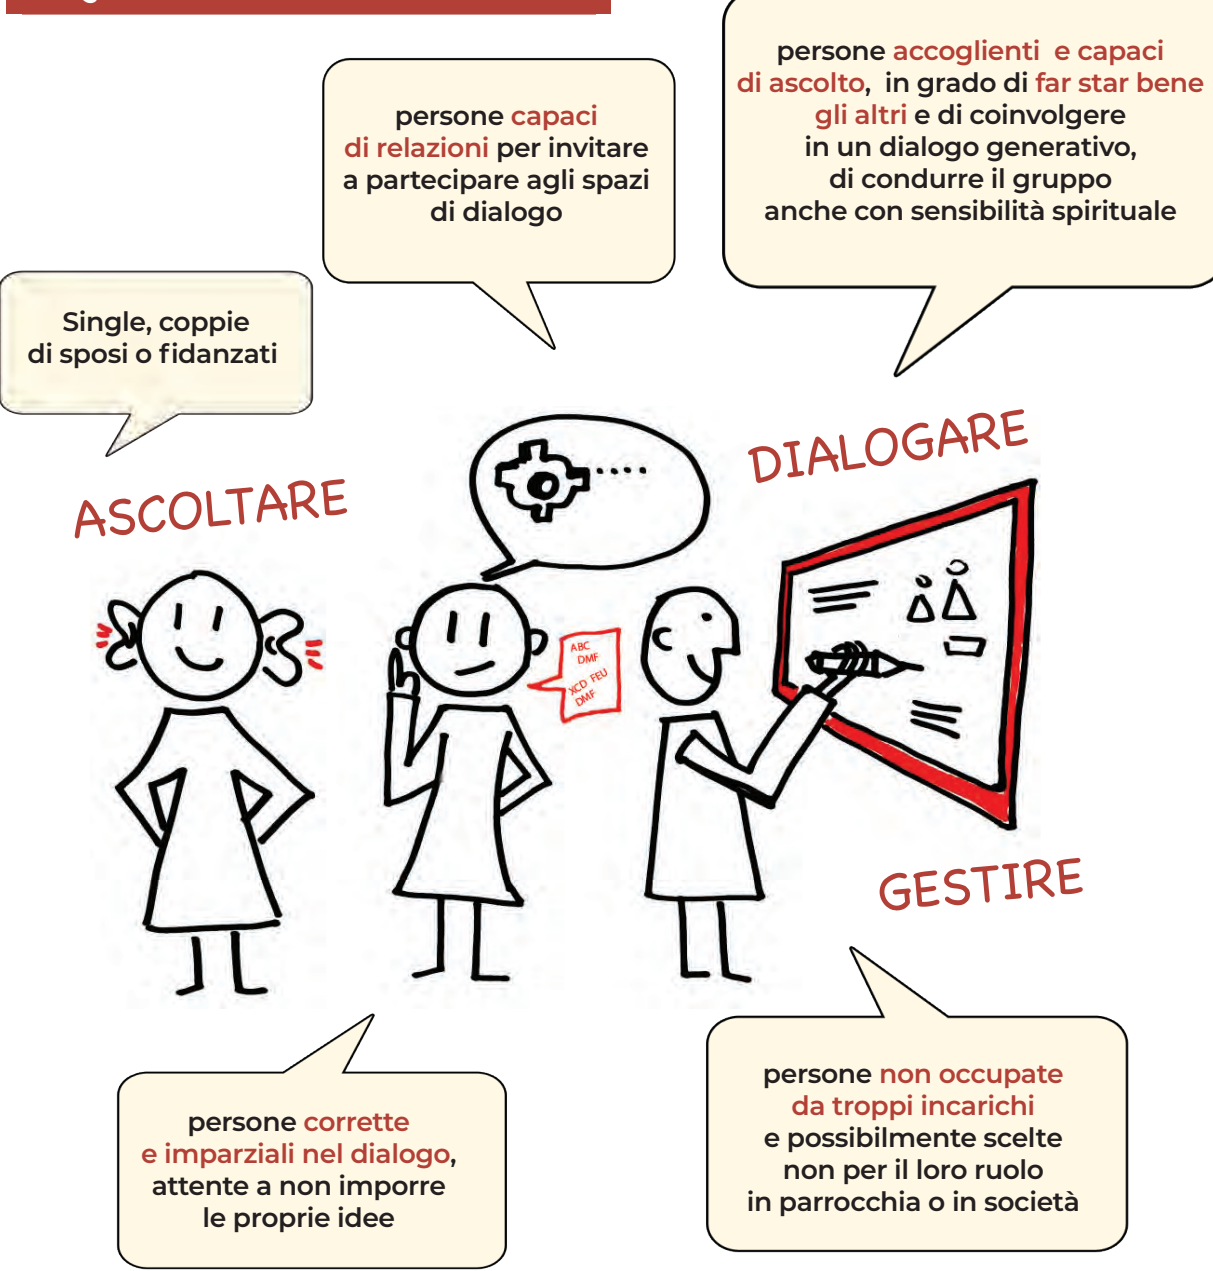 persone accoglienti e capaci
di ascolto, in grado di far star bene
gli altri e di coinvolgere
in un dialogo generativo,
di condurre il gruppo
anche con sensibilità spirituale
persone capaci
di relazioni per invitare
a partecipare agli spazi
di dialogo
Single, coppie
di sposi o fidanzati
DIALOGARE
ASCOLTARE
ABC
DMF
XCD FEU
DMF
GESTIRE
persone non occupate
da troppi incarichi
e possibilmente scelte
non per il loro ruolo
in parrocchia o in società
persone corrette
e imparziali nel dialogo,
attente a non imporre
le proprie idee